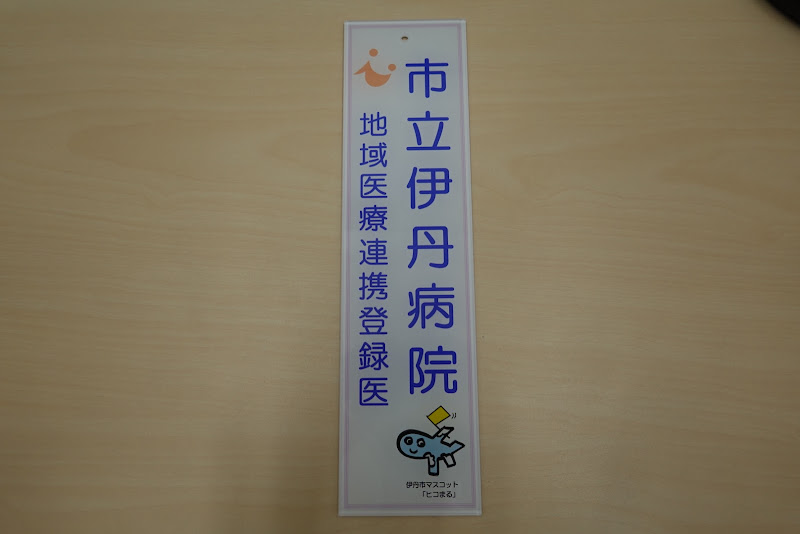 市立伊丹病院
地域医療連携登録医
伊丹市マスコット
「ヒコまる」